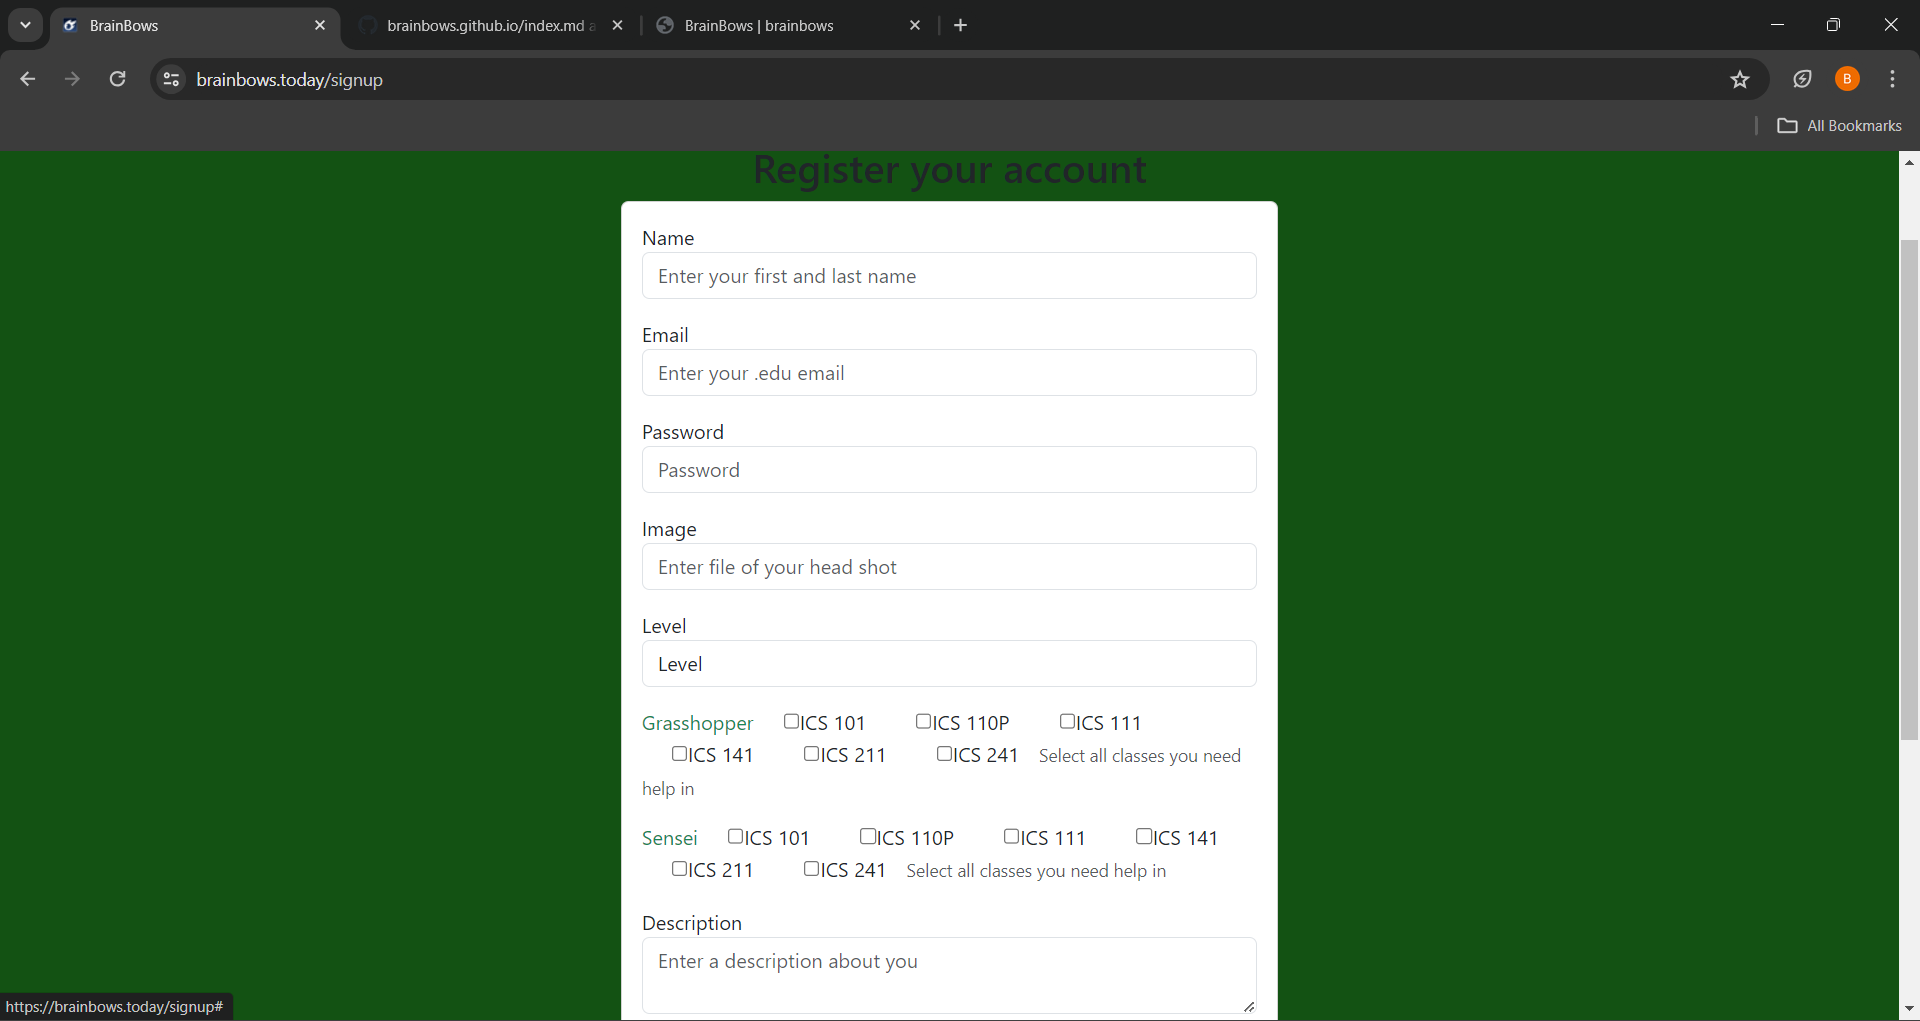 BrainBows
brainbows.github.io/index.md a
BrainBows | brainbows
brainbows.today/signup
B
All Bookmarks
Register your account
Name
Enter your first and last name
Email
Enter your .edu email
Password
Password
Image
Enter file of your head shot
Level
Level
Grasshopper ICS 101 ICS 110P ICS 111
ICS 141 ICS 211 ICS 241 Select all classes you need
help in
Sensei ICS 101 ICS 110P ICS 111 ICS 141
ICS 211 ICS 241 Select all classes you need help in
Description
Enter a description about you
https://brainbows.today/signup#